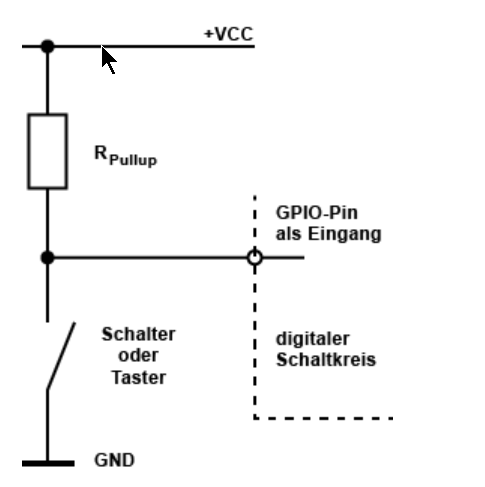 +VCC
RPullup
GPIO-Pin
als Eingang
Schalter
oder
Taster
digitaler
Schaltkreis
GND